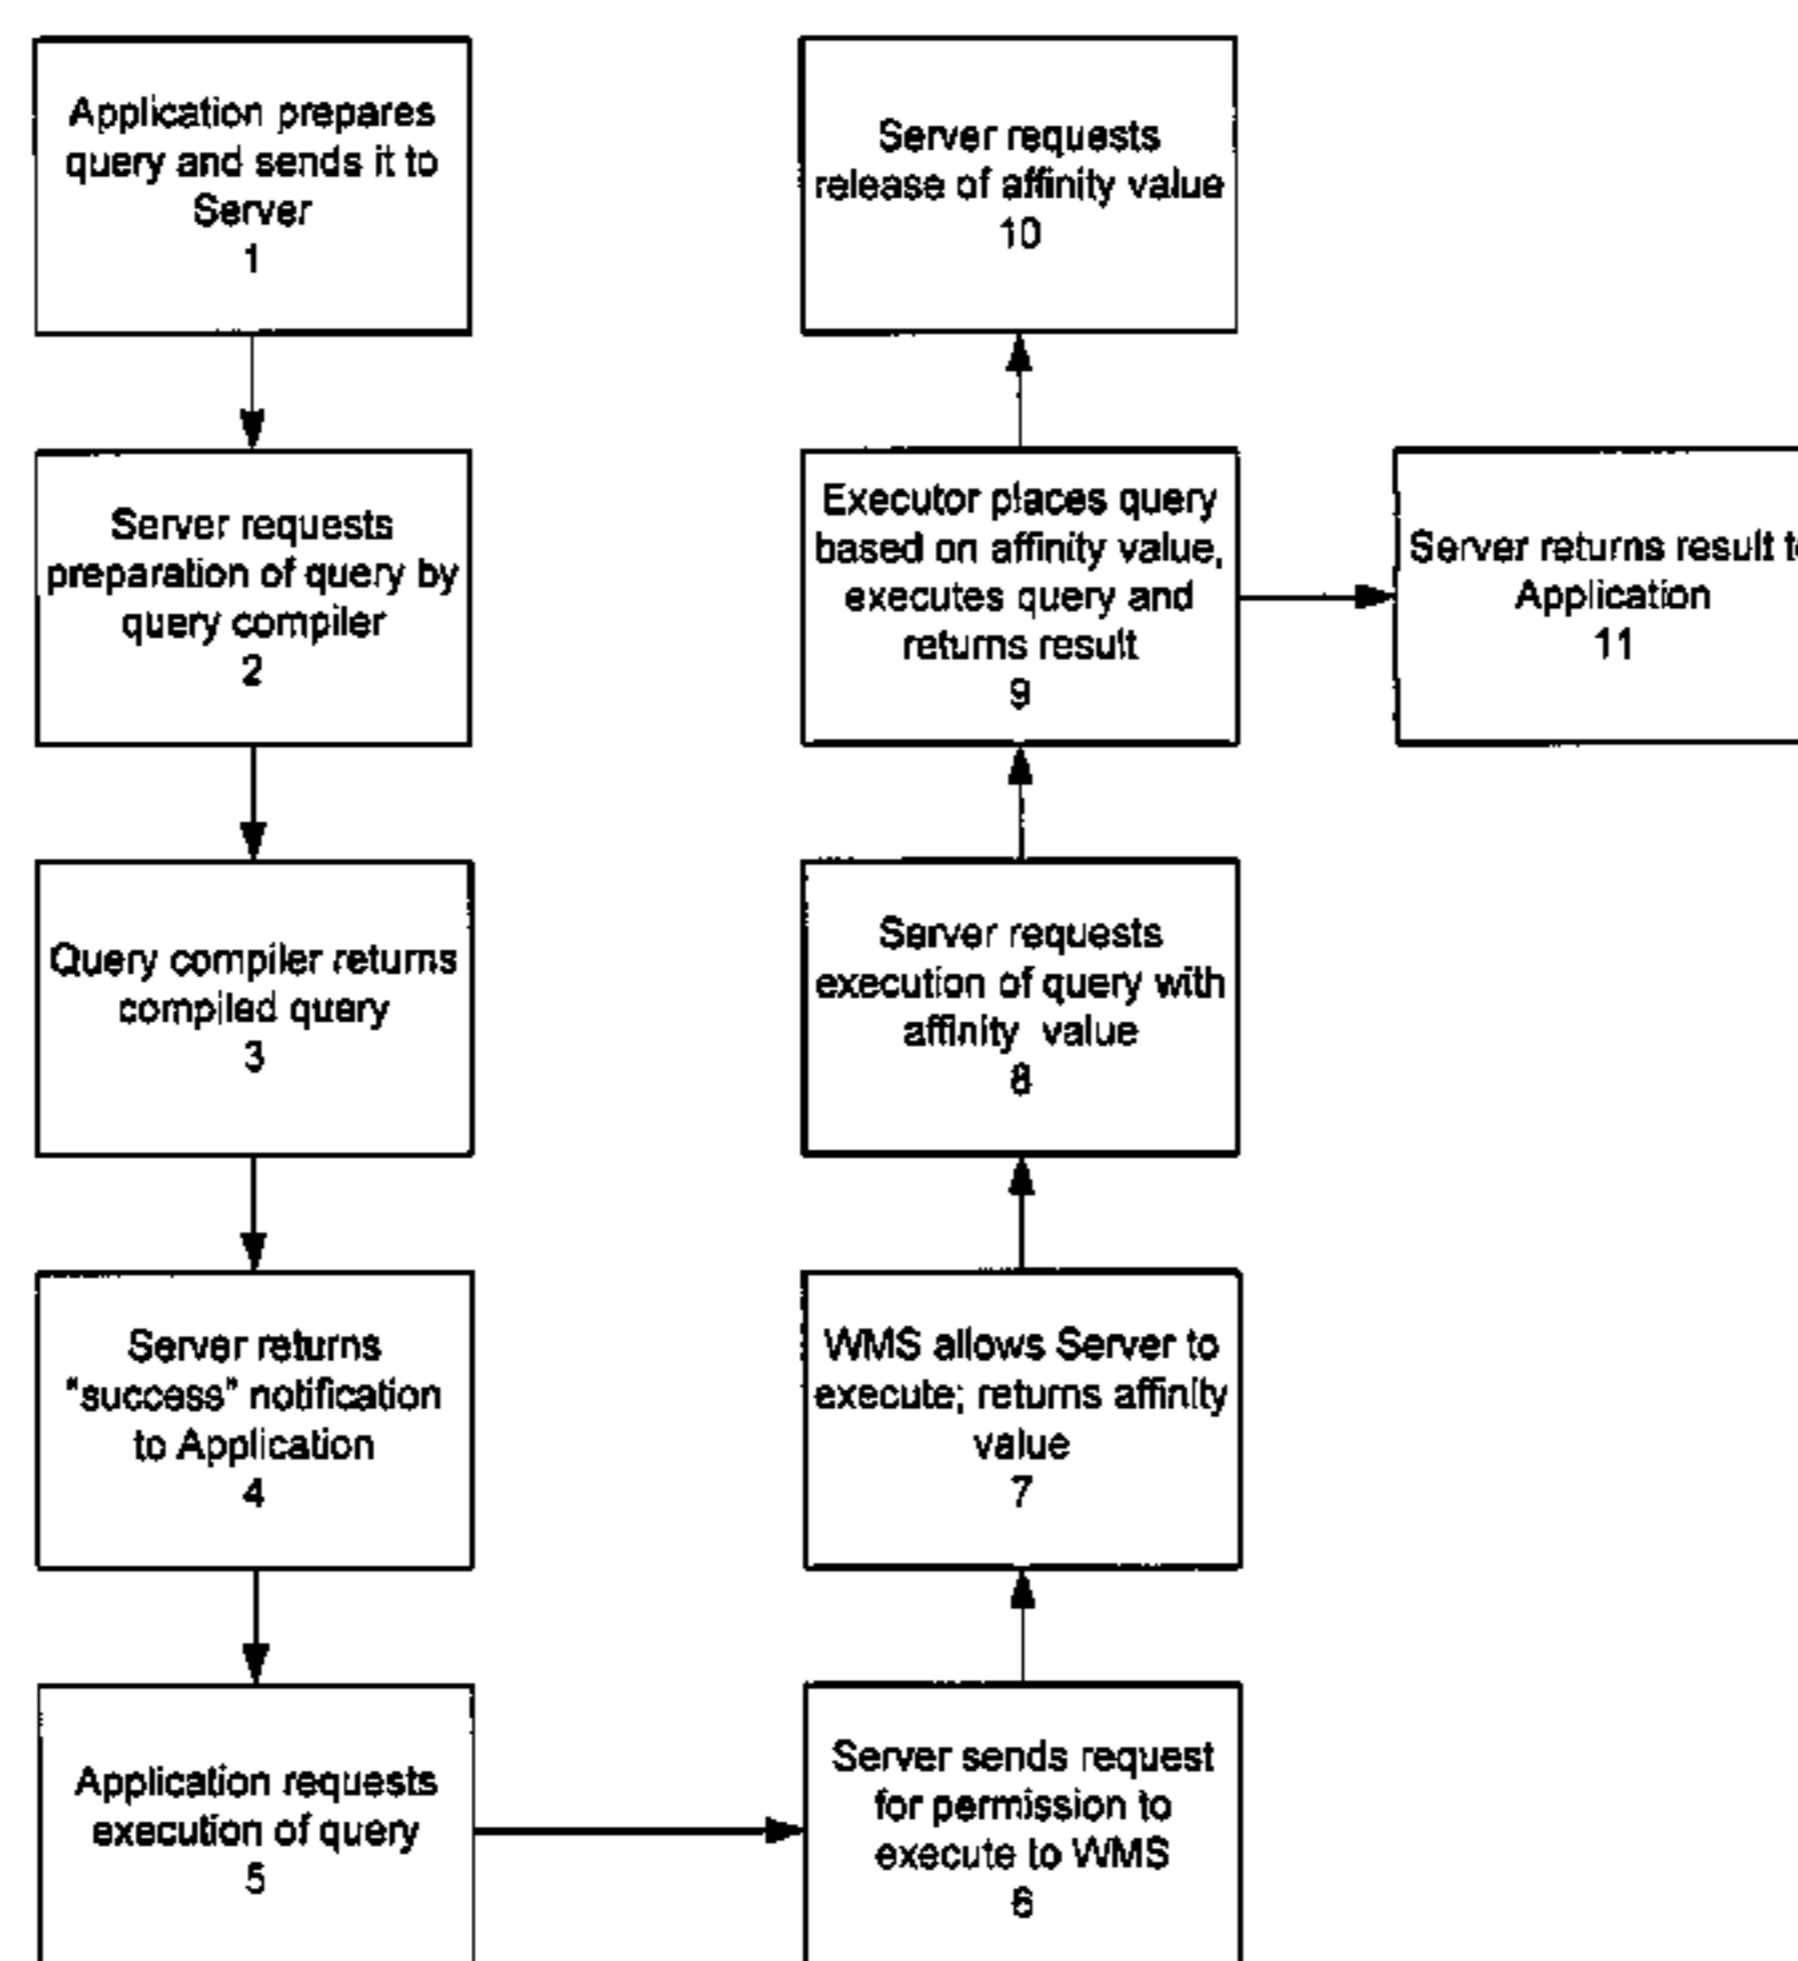 Application prepares
query and sends it to
Server
1
Server requests
preparation of query by
query compiler
2
Query compiler returns
compiled query
3
Server returns
"success" notification
to Application
4
Application requests
execution of query
5
Server sends request
for permission to
execute to WMS
6
WMS allows Server to
execute; returns affinity
value
7
Server requests
execution of query with
affinity value
8
Executor places query
based on affinity value,
executes query and
returns result
9
Server requests
release of affinity value
10
Server returns result
Application
11